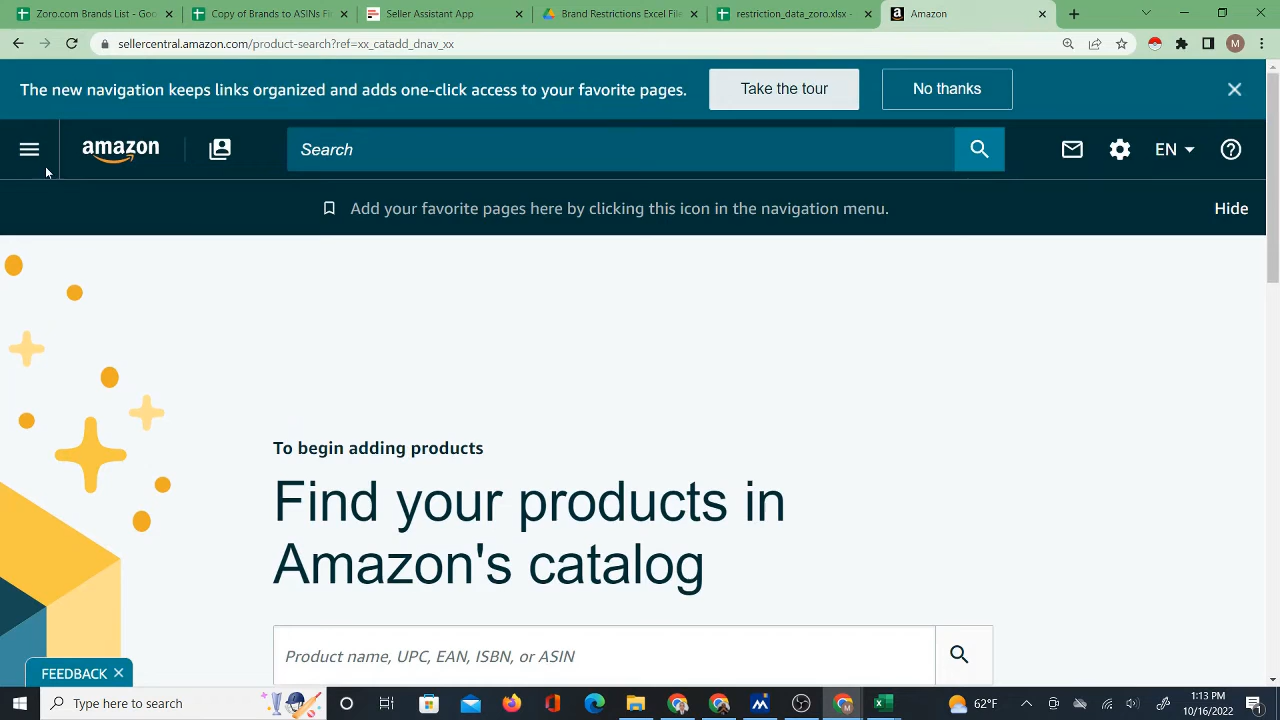 Zoro.com Brands List - Goo
Copy of Brands to ASINs Fi
Seller Assistant App
Brand Restrictions Excel File
restriction_data_zoro.xlsx -
Amazon
sellercentral.amazon.com/product-search?ref=xx_catadd_dnav_xx
M
The new navigation keeps links organized and adds one-click access to your favorite pages.
Take the tour
No thanks
amazon
Search
EN
Add your favorite pages here by clicking this icon in the navigation menu.
Hide
To begin adding products
Find your products in
Amazon's catalog
Product name, UPC, EAN, ISBN, or ASIN
FEEDBACK
Type here to search
62°F
1:13 PM
10/16/2022